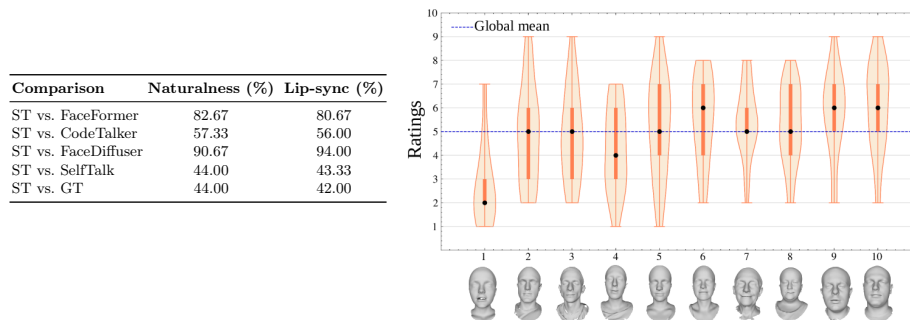 Comparison Naturalness (%) Lip-sync (%)
ST vs. FaceFormer 82.67 80.67
ST vs. CodeTalker 57.33 56.00
ST vs. FaceDiffuser 90.67 94.00
ST vs. SelfTalk 44.00 43.33
ST vs. GT 44.00 42.00
Global mean
Ratings
10
9
8
7
6
5
4
3
2
1
1 2 3 4 5 6 7 8 9 10